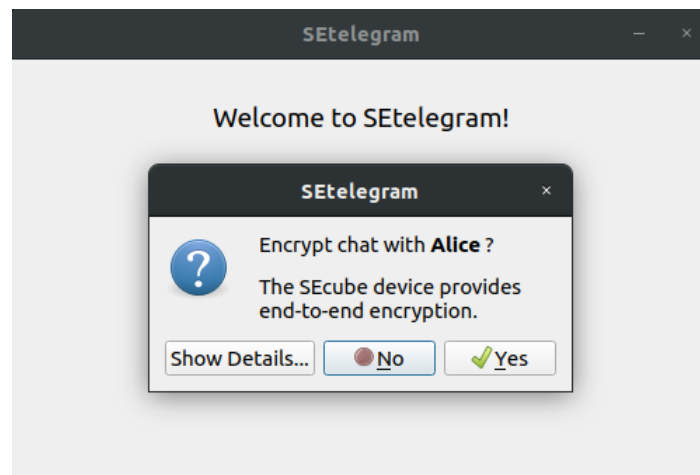 SEtelegram
Welcome to SEtelegram!
SEtelegram
Encrypt chat with Alice ?
The SEcube device provides
end-to-end encryption.
Show Details... No Yes